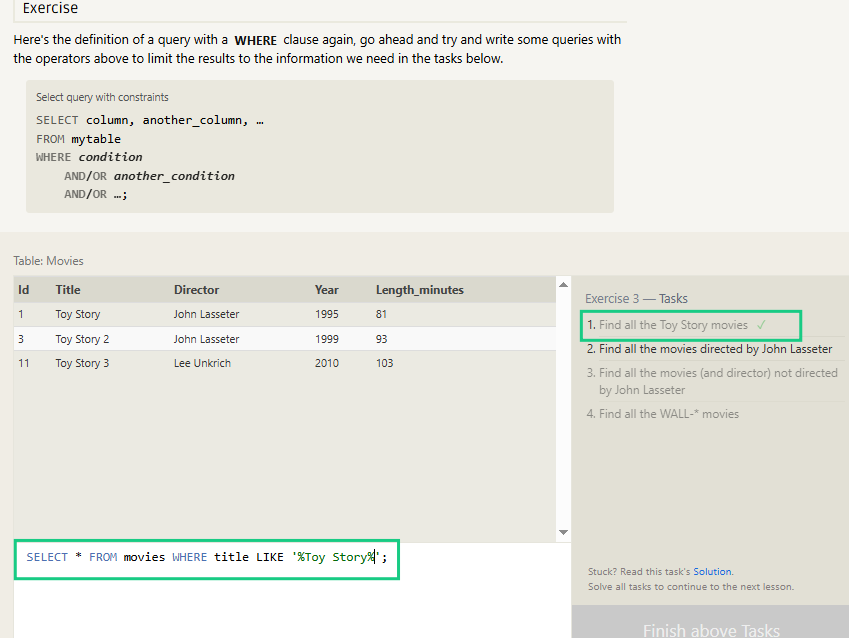 Exercise
Here's the definition of a query with a WHERE clause again, go ahead and try and write some queries with
the operators above to limit the results to the information we need in the tasks below.
Select query with constraints
SELECT column, another_column, …
FROM mytable
WHERE condition
AND/OR another_condition
AND/OR …;
Table: Movies
Id Title Director Year Length_minutes
1 Toy Story John Lasseter 1995 81
3 Toy Story 2 John Lasseter 1999 93
11 Toy Story 3 Lee Unkrich 2010 103
SELECT * FROM movies WHERE title LIKE '%Toy Story%';
Exercise 3 — Tasks
1. Find all the Toy Story movies ✓
2. Find all the movies directed by John Lasseter
3. Find all the movies (and director) not directed
by John Lasseter
4. Find all the WALL-* movies
Stuck? Read this task's Solution.
Solve all tasks to continue to the next lesson.
Finish above Tasks